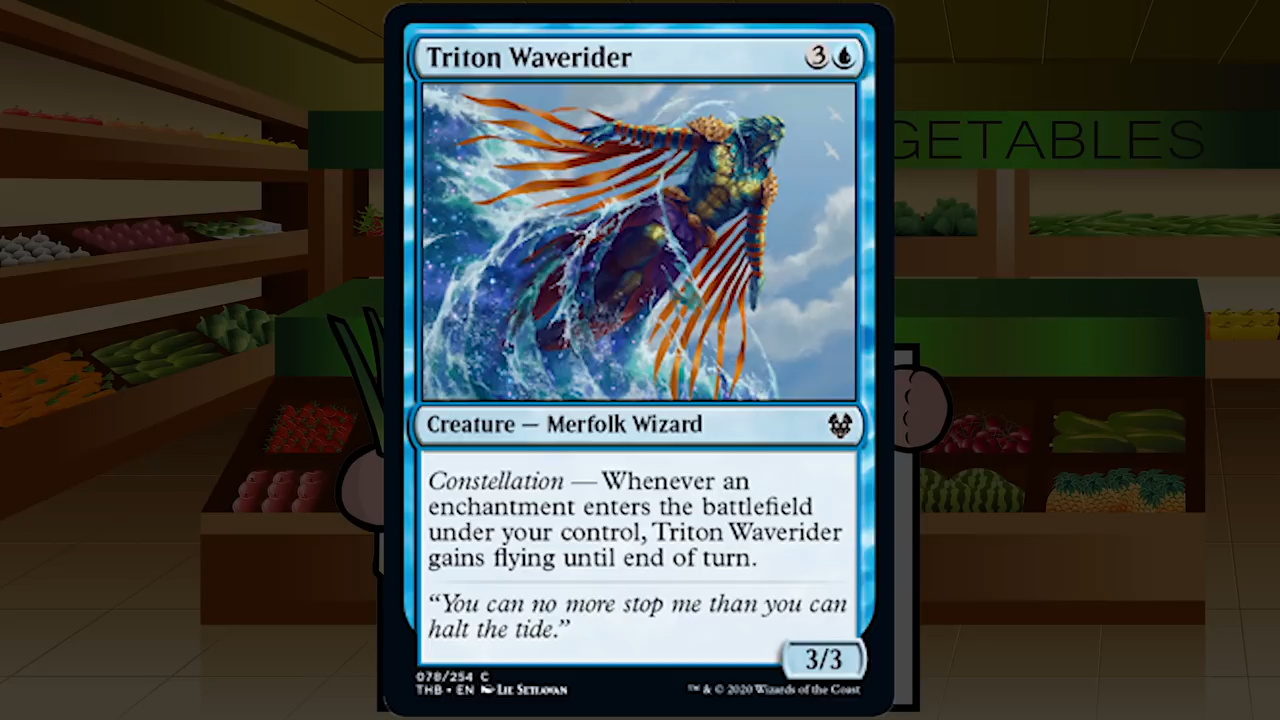 Triton Waverider
3
GETABLES
Creature — Merfolk Wizard
Constellation — Whenever an
enchantment enters the battlefield
under your control, Triton Waverider
gains flying until end of turn.
“You can no more stop me than you can
halt the tide.”
3/3
078/254 C
THB • EN Lie Setiawan
™ & © 2020 Wizards of the Coast